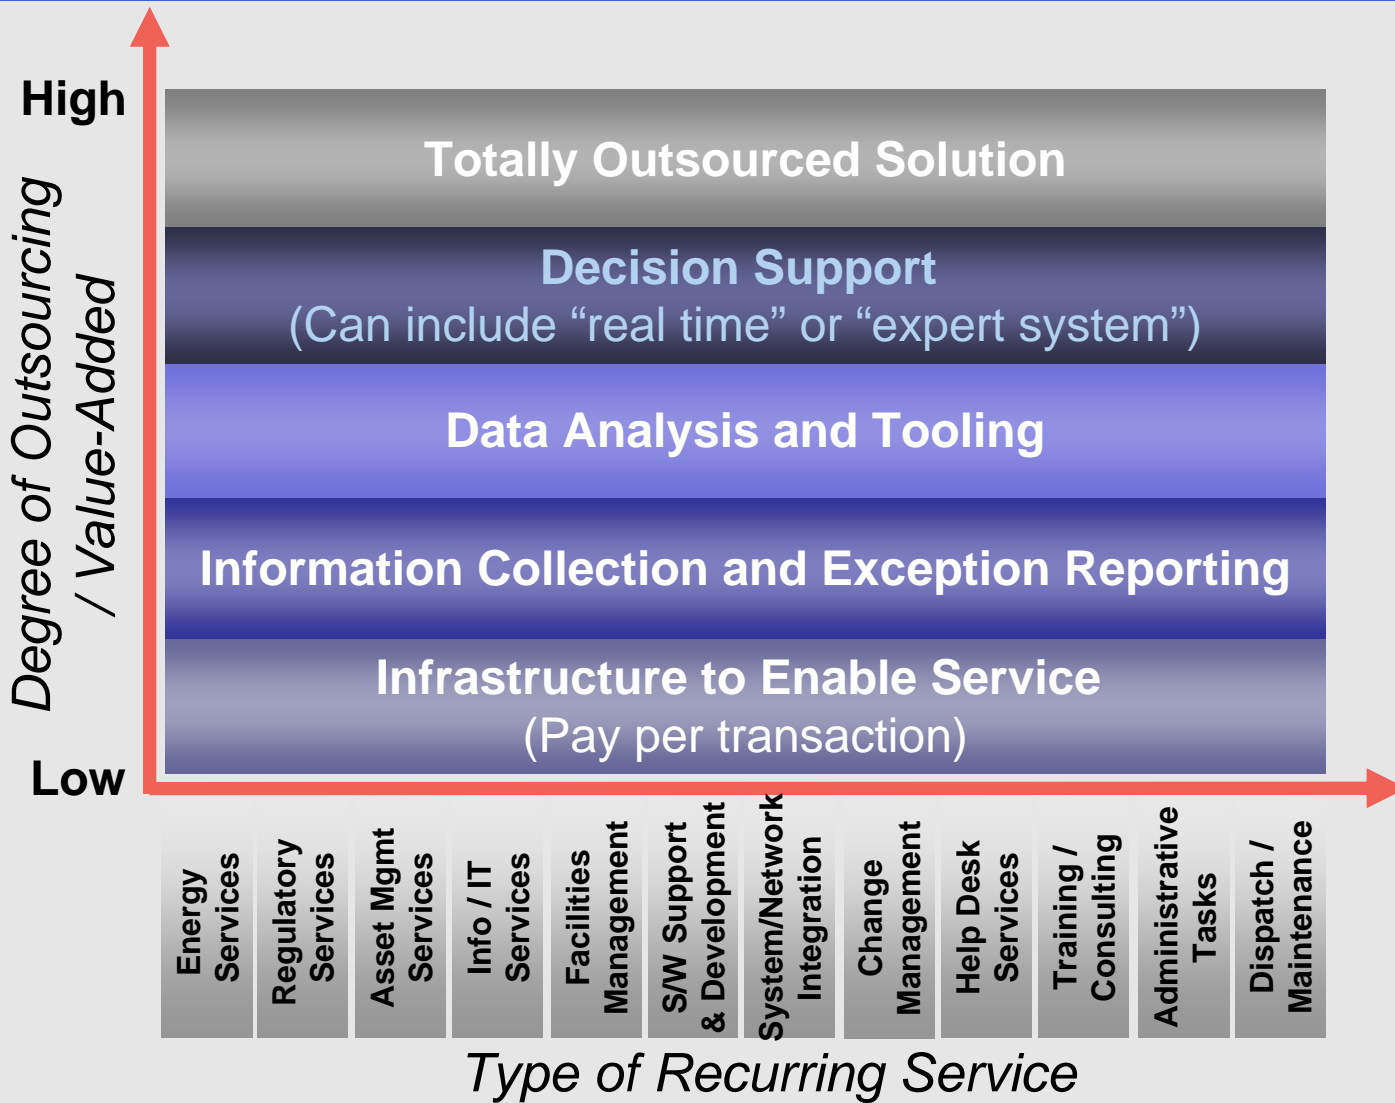 High
Degree of Outsourcing
/ Value-Added
Low
Totally Outsourced Solution
Decision Support
(Can include “real time” or “expert system”)
Data Analysis and Tooling
Information Collection and Exception Reporting
Infrastructure to Enable Service
(Pay per transaction)
Energy
Services
Regulatory
Services
Asset Mgmt
Services
Info / IT
Services
Facilities
Management
S/W Support
& Development
System/Network
Integration
Change
Management
Help Desk
Services
Training /
Consulting
Administrative
Tasks
Dispatch /
Maintenance
Type of Recurring Service